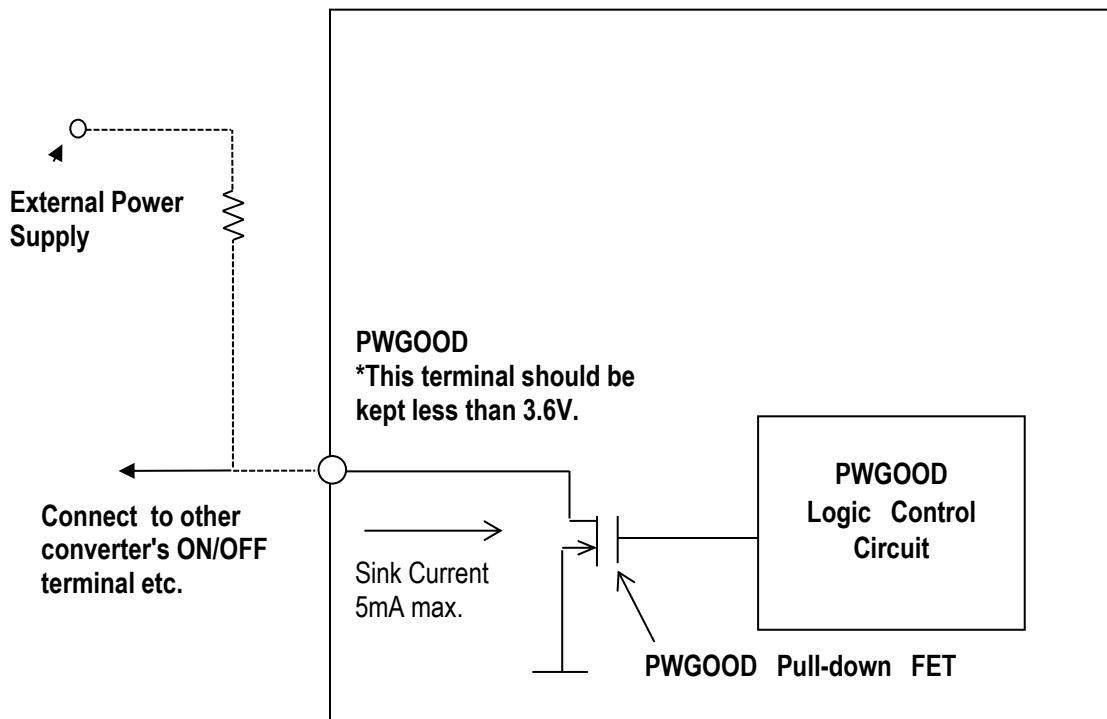 External Power
Supply
PWGOOD
*This terminal should be
kept less than 3.6V.
Connect to other
converter's ON/OFF
terminal etc.
Sink Current
5mA max.
PWGOOD
Logic Control
Circuit
PWGOOD Pull-down FET